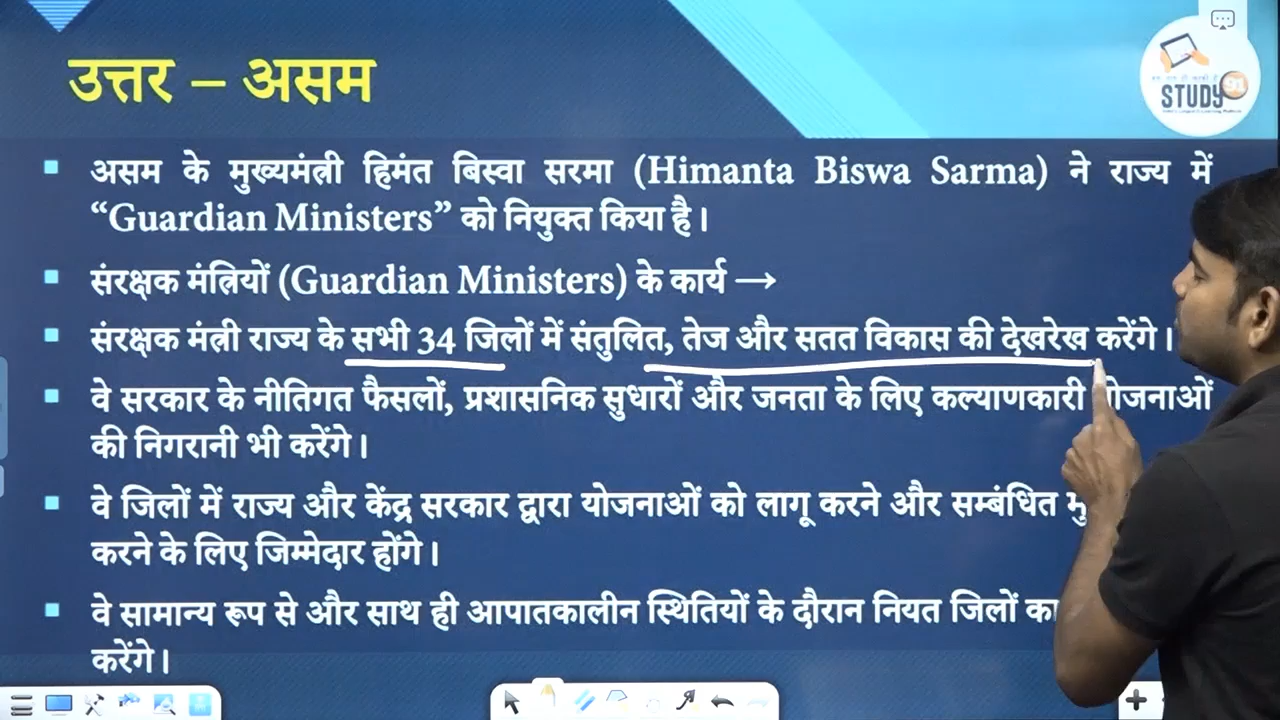 उत्तर – असम
STUDY 91
असम के मुख्यमंत्री हिमंत बिस्वा सरमा (Himanta Biswa Sarma) ने राज्य में
“Guardian Ministers” को नियुक्त किया है।
संरक्षक मंत्रियों (Guardian Ministers) के कार्य →
संरक्षक मंत्री राज्य के सभी 34 जिलों में संतुलित, तेज और सतत विकास की देखरेख करेंगे।
वे सरकार के नीतिगत फैसलों, प्रशासनिक सुधारों और जनता के लिए कल्याणकारी योजनाओं
की निगरानी भी करेंगे।
वे जिलों में राज्य और केंद्र सरकार द्वारा योजनाओं को लागू करने और सम्बंधित
करने के लिए जिम्मेदार होंगे।
वे सामान्य रूप से और साथ ही आपातकालीन स्थितियों के दौरान नियत जिलों का
करेंगे।